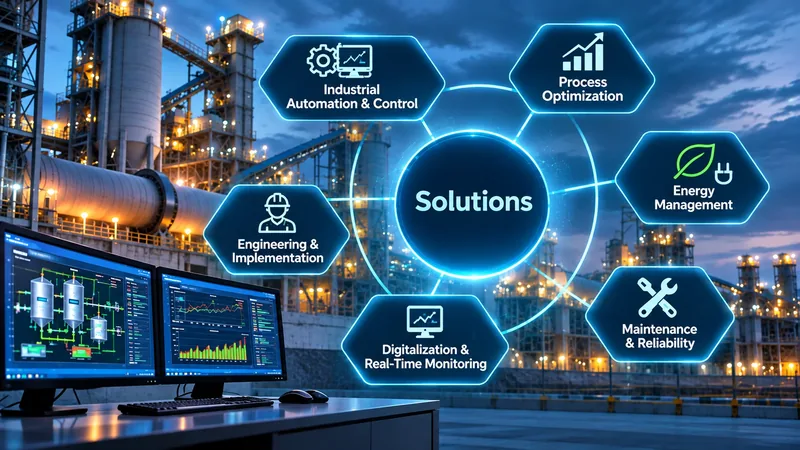 Industrial
Automation & Control
Process
Optimization
Solutions
Energy
Management
Engineering &
Implementation
Maintenance
& Reliability
Digitalization &
Real-Time Monitoring